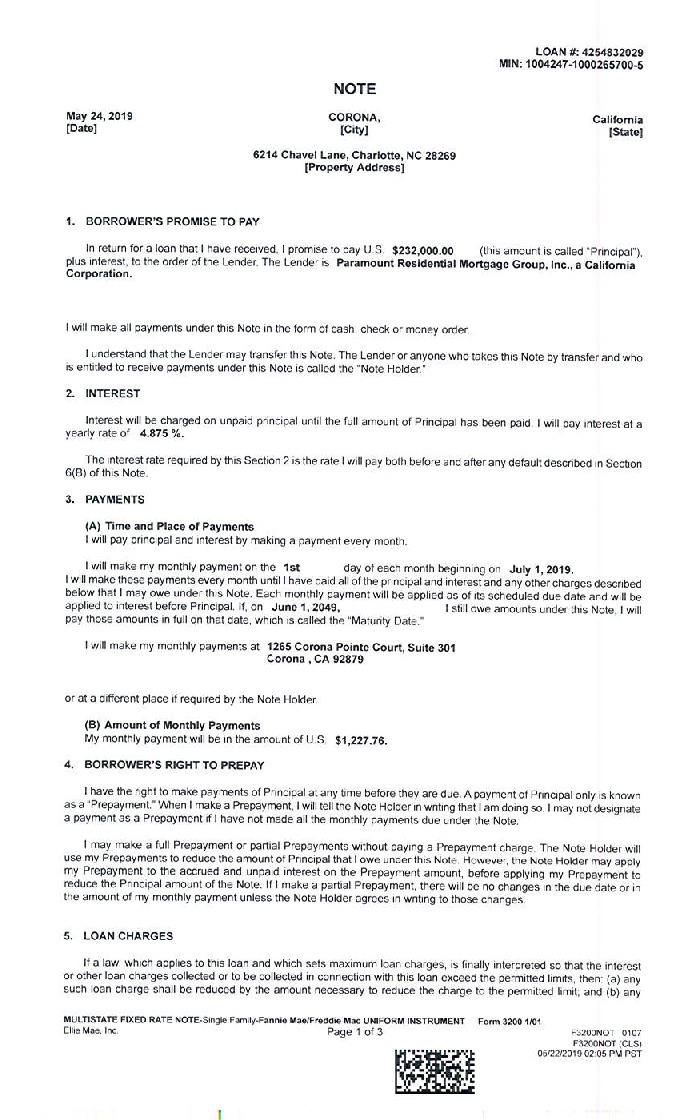 LOAN #: 4254832029
MIN: 1004247-1000265700-5
NOTE
May 24, 2019 CORONA, California
[Date] [City] [State]
6214 Chavel Lane, Charlotte, NC 28269
[Property Address]
1. BORROWER'S PROMISE TO PAY
In return for a loan that I have received, I promise to pay U.S. $232,000.00 (this amount is called "Principal"),
plus interest, to the order of the Lender. The Lender is Paramount Residential Mortgage Group, Inc., a California
Corporation.
I will make all payments under this Note in the form of cash, check or money order.
I understand that the Lender may transfer this Note. The Lender or anyone who takes this Note by transfer and who
is entitled to receive payments under this Note is called the "Note Holder."
2. INTEREST
Interest will be charged on unpaid principal until the full amount of Principal has been paid. I will pay interest at a
yearly rate of 4.875 %.
The interest rate required by this Section 2 is the rate I will pay both before and after any default described in Section
6(B) of this Note.
3. PAYMENTS
(A) Time and Place of Payments
I will pay principal and interest by making a payment every month.
I will make my monthly payment on the 1st day of each month beginning on July 1, 2019.
I will make these payments every month until I have paid all of the principal and interest and any other charges described
below that I may owe under this Note. Each monthly payment will be applied as of its scheduled due date and will be
applied to interest before Principal. If, on June 1, 2049, I still owe amounts under this Note, I will
pay those amounts in full on that date, which is called the "Maturity Date."
I will make my monthly payments at 1265 Corona Pointe Court, Suite 301
Corona , CA 92879
or at a different place if required by the Note Holder.
(B) Amount of Monthly Payments
My monthly payment will be in the amount of U.S. $1,227.76.
4. BORROWER'S RIGHT TO PREPAY
I have the right to make payments of Principal at any time before they are due. A payment of Principal only is known
as a "Prepayment." When I make a Prepayment, I will tell the Note Holder in writing that I am doing so. I may not designate
a payment as a Prepayment if I have not made all the monthly payments due under the Note.
I may make a full Prepayment or partial Prepayments without paying a Prepayment charge. The Note Holder will
use my Prepayments to reduce the amount of Principal that I owe under this Note. However, the Note Holder may apply
my Prepayment to the accrued and unpaid interest on the Prepayment amount, before applying my Prepayment to
reduce the Principal amount of the Note. If I make a partial Prepayment, there will be no changes in the due date or in
the amount of my monthly payment unless the Note Holder agrees in writing to those changes.
5. LOAN CHARGES
If a law, which applies to this loan and which sets maximum loan charges, is finally interpreted so that the interest
or other loan charges collected or to be collected in connection with this loan exceed the permitted limits, then: (a) any
such loan charge shall be reduced by the amount necessary to reduce the charge to the permitted limit; and (b) any
MULTISTATE FIXED RATE NOTE-Single Family-Fannie Mae/Freddie Mac UNIFORM INSTRUMENT Form 3200 1/01
Ellie Mae, Inc. Page 1 of 3 F3200NOT 0107
F3200NOT (CLS)
05/22/2019 02:05 PM PST